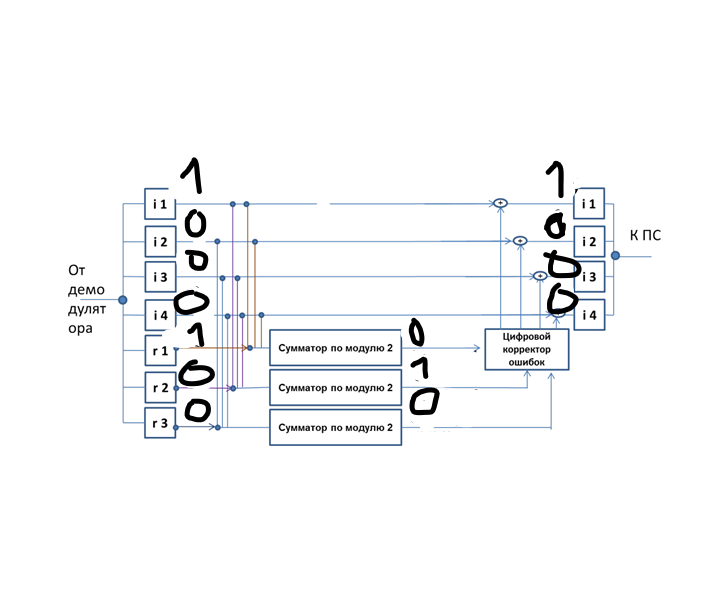 1 1
i 1 i 1
0 0
i 2 i 2
К ПС
0 0
i 3 i 3
От
демо
дулят
ора
0 0
i 4 i 4
1 0
r 1 Сумматор по модулю 2
Цифровой
корректор
ошибок
0 1
r 2 Сумматор по модулю 2
0 0
r 3 Сумматор по модулю 2